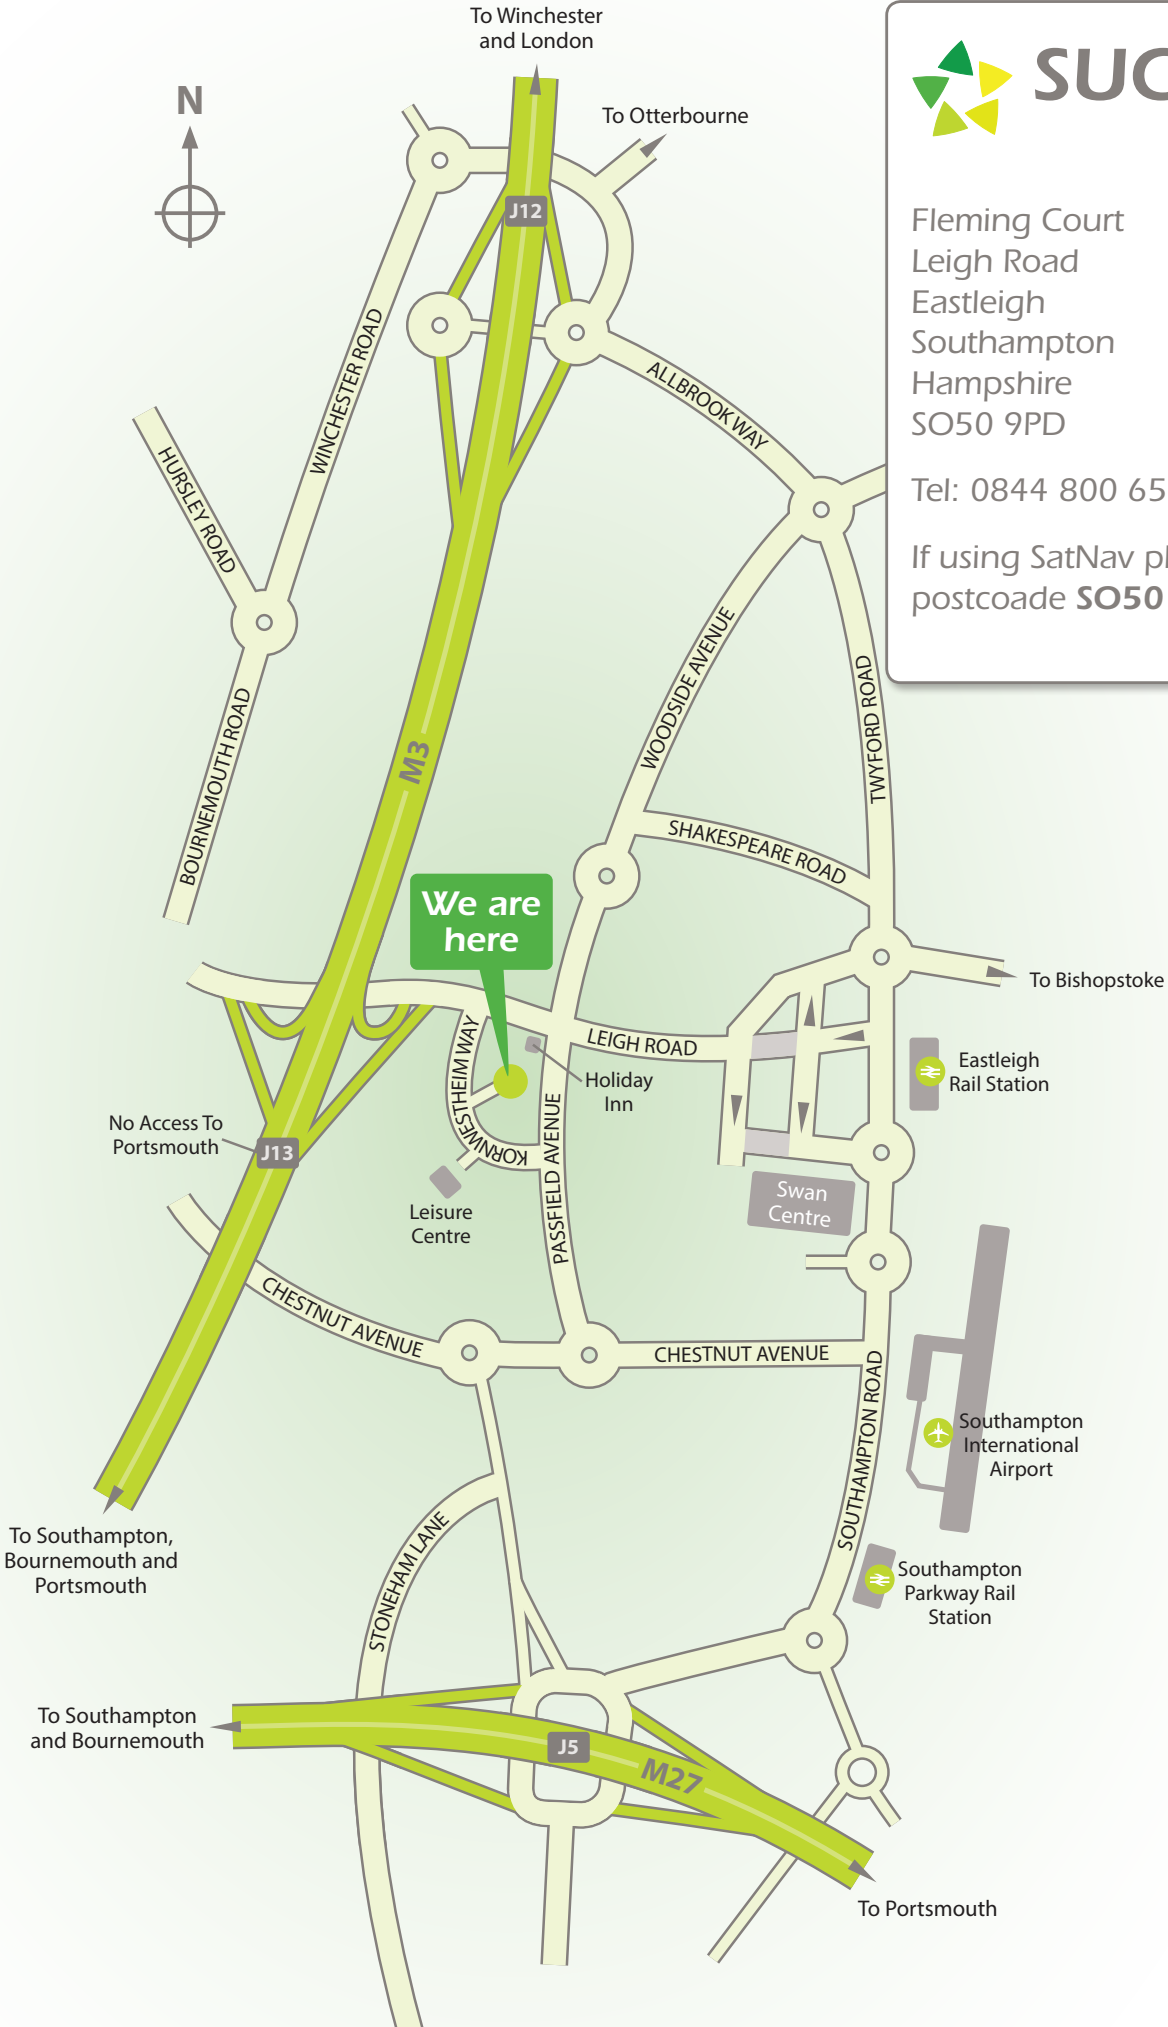 To Winchester
and London
N
To Otterbourne
J12
SUC
Fleming Court
Leigh Road
Eastleigh
Southampton
Hampshire
SO50 9PD
Tel: 0844 800 65
If using SatNav pl
postcoade SO50
WINCHESTER ROAD
ALLBROOK WAY
HURSLEY ROAD
WOODSIDE AVENUE
TWYFORD ROAD
BOURNEMOUTH ROAD
M3
SHAKESPEARE ROAD
We are
here
To Bishopstoke
LEIGH ROAD
KORNWESTHEIM WAY
Holiday
Inn
Eastleigh
Rail Station
PASSFIELD AVENUE
No Access To
Portsmouth
J13
Leisure
Centre
Swan
Centre
CHESTNUT AVENUE
CHESTNUT AVENUE
SOUTHAMPTON ROAD
Southampton
International
Airport
To Southampton,
Bournemouth and
Portsmouth
STONEHAM LANE
Southampton
Parkway Rail
Station
To Southampton
and Bournemouth
J5
M27
To Portsmouth